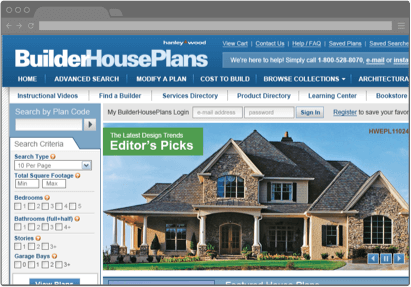 hanley wood
View Cart | Contact Us | Help / FAQ | Saved Plans | Saved Searches
BuilderHousePlans
We're here to help! Simply call 1-800-528-8070, e-mail or insta
HOME ADVANCED SEARCH MODIFY A PLAN COST TO BUILD BROWSE COLLECTIONS ARCHITECTURA
Instructional Videos Find a Builder Services Directory Product Directory Learning Center Bookstore
Search by Plan Code
My BuilderHousePlans Login e-mail address password Sign In Register to save your favor
The Latest Design Trends
Editor's Picks
HWEPL11024
Search Criteria
Search Type
10 Per Page
Total Square Footage
Min Max
Bedrooms
1 2 3 4 5
Bathrooms (full+half)
1 2 3 3+
Stories
1 2 3+
Garage Bays
0 1 2 3+
View Plans
Featured House Plans